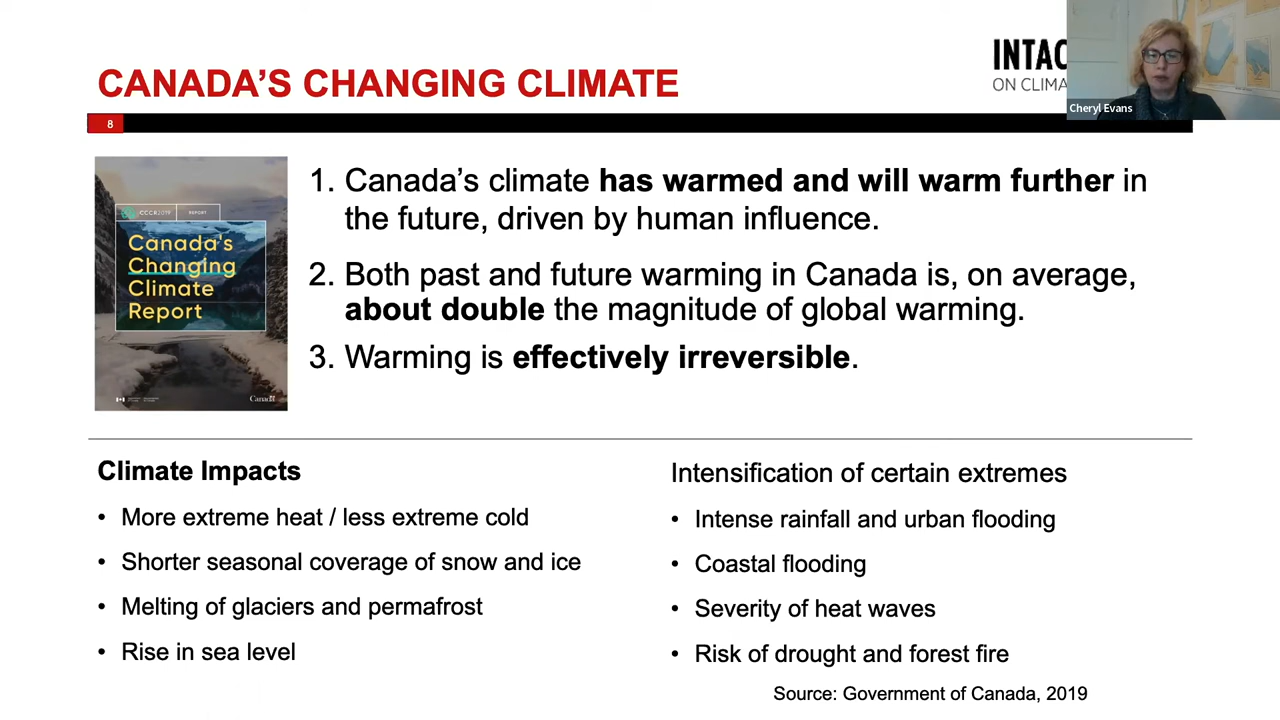 CANADA’S CHANGING CLIMATE
INTAC
ON CLIMA
Cheryl Evans
8
CCCR2019 REPORT
Canada's
Changing
Climate
Report
Canada
1. Canada’s climate has warmed and will warm further in
the future, driven by human influence.
2. Both past and future warming in Canada is, on average,
about double the magnitude of global warming.
3. Warming is effectively irreversible.
Climate Impacts
• More extreme heat / less extreme cold
• Shorter seasonal coverage of snow and ice
• Melting of glaciers and permafrost
• Rise in sea level
Intensification of certain extremes
• Intense rainfall and urban flooding
• Coastal flooding
• Severity of heat waves
• Risk of drought and forest fire
Source: Government of Canada, 2019